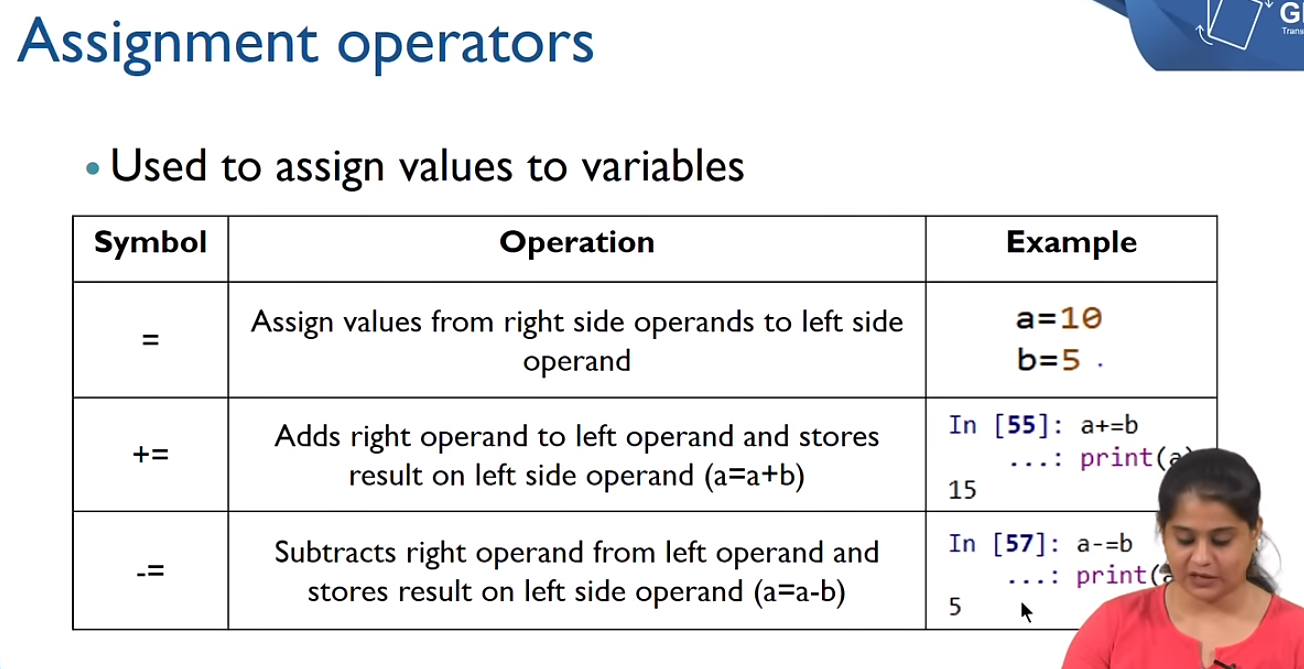 Assignment operators
Used to assign values to variables
Symbol Operation Example
= Assign values from right side operands to left side
operand
a=10
b=5
+= Adds right operand to left operand and stores
result on left side operand (a=a+b)
In [55]: a+=b
...: print(
15
-= Subtracts right operand from left operand and
stores result on left side operand (a=a-b)
In [57]: a-=b
...: print(
5